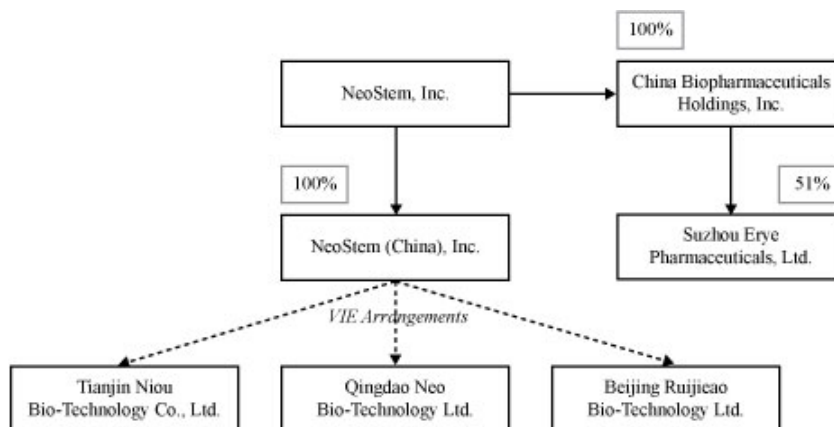 100%
NeoStem, Inc.
China Biopharmaceuticals
Holdings, Inc.
100%
51%
NeoStem (China), Inc.
Suzhou Erye
Pharmaceuticals, Ltd.
VIE Arrangements
Tianjin Niou
Bio-Technology Co., Ltd.
Qingdao Neo
Bio-Technology Ltd.
Beijing Ruijieao
Bio-Technology Ltd.